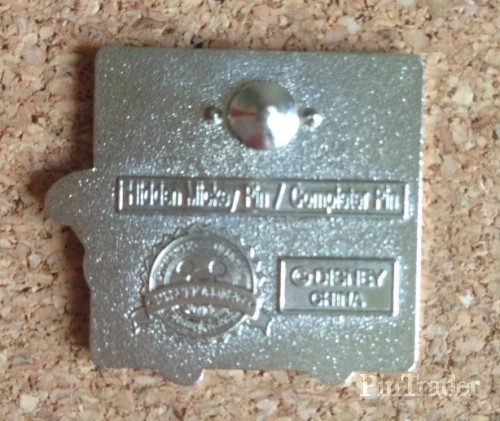 Hidden Mickey Pin / Completer Pin
© DISNEY
CHINA
PinTrader